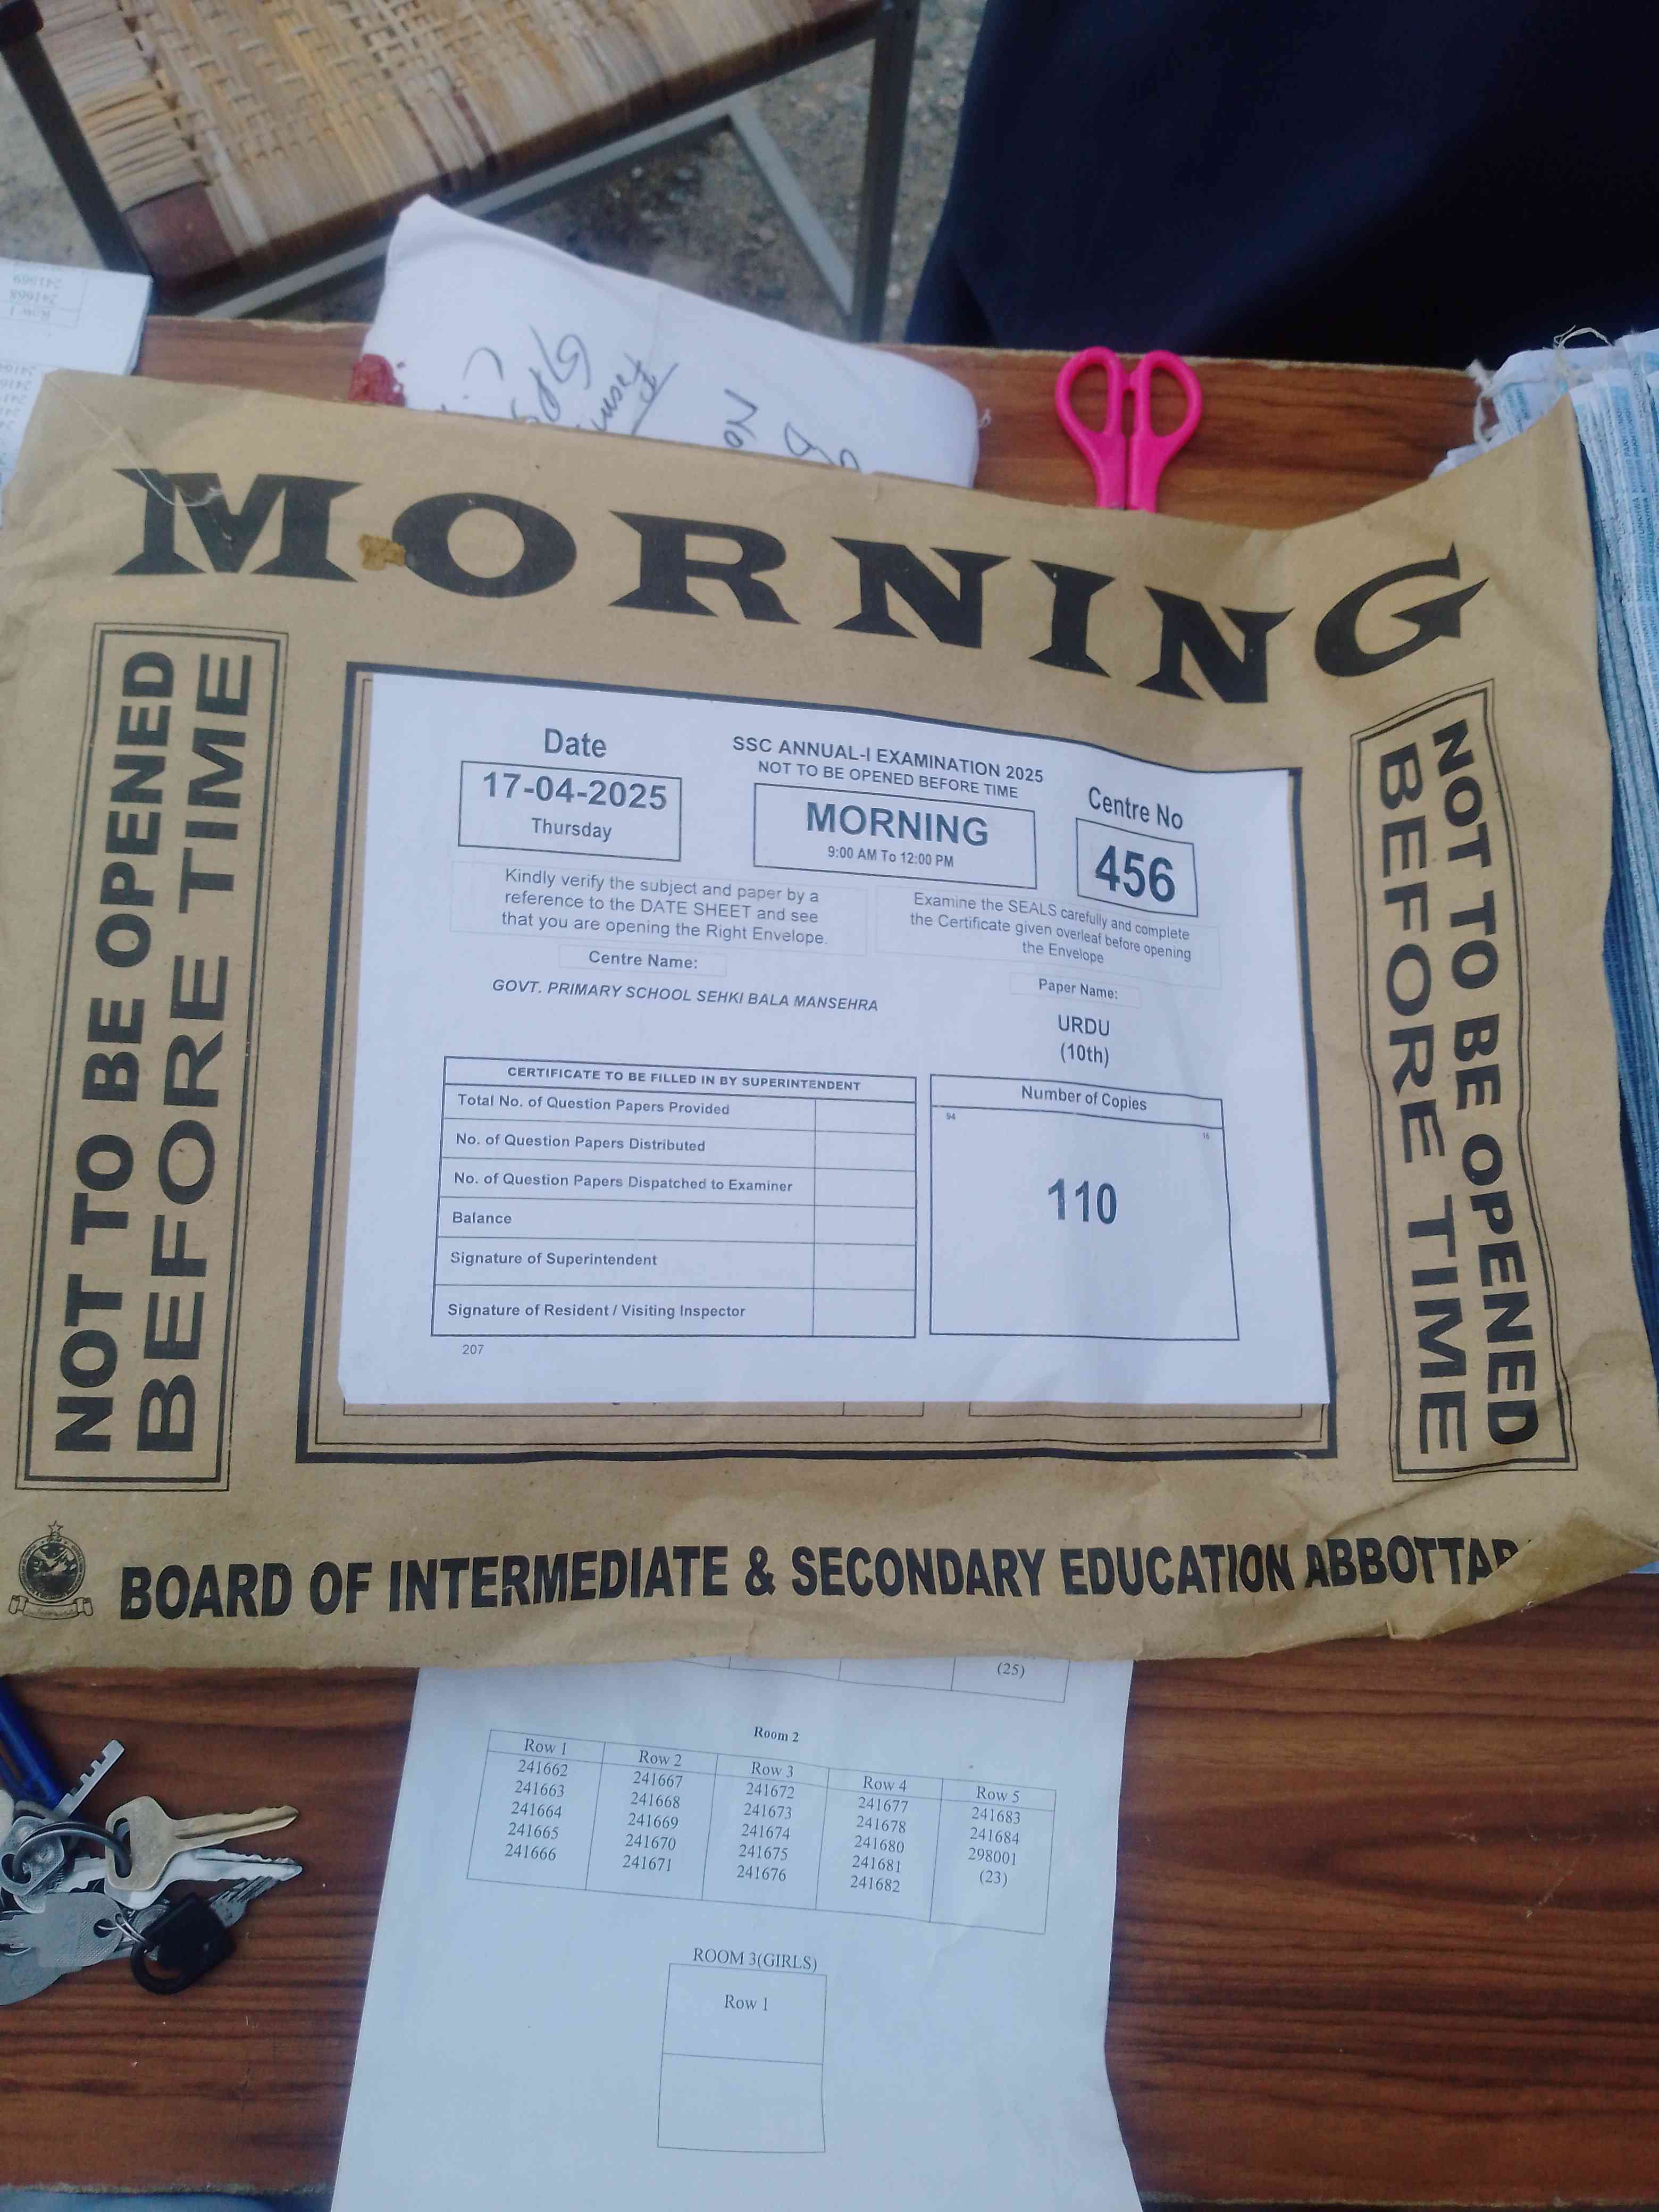 241669
241668
Row 1
No
MORNING
NOT TO BE OPENED
BEFORE TIME
Date
17-04-2025
Thursday
SSC ANNUAL-I EXAMINATION 2025
NOT TO BE OPENED BEFORE TIME
MORNING
9:00 AM To 12:00 PM
Centre No
456
Kindly verify the subject and paper by a
reference to the DATE SHEET and see
that you are opening the Right Envelope.
Examine the SEALS carefully and complete
the Certificate given overleaf before opening
the Envelope
Centre Name:
GOVT. PRIMARY SCHOOL SEHKI BALA MANSEHRA
Paper Name:
URDU
(10th)
CERTIFICATE TO BE FILLED IN BY SUPERINTENDENT
Total No. of Question Papers Provided
No. of Question Papers Distributed
No. of Question Papers Dispatched to Examiner
Balance
Signature of Superintendent
Signature of Resident / Visiting Inspector
207
Number of Copies
94
16
110
NOT TO BE OPENED
BEFORE TIME
BOARD OF INTERMEDIATE & SECONDARY EDUCATION ABBOTTAB
(25)
Room 2
Row 1 Row 2 Row 3 Row 4 Row 5
241662 241667 241672 241677 241683
241663 241668 241673 241678 241684
241664 241669 241674 241680 298001
241665 241670 241675 241681 (23)
241666 241671 241676 241682
ROOM 3(GIRLS)
Row 1